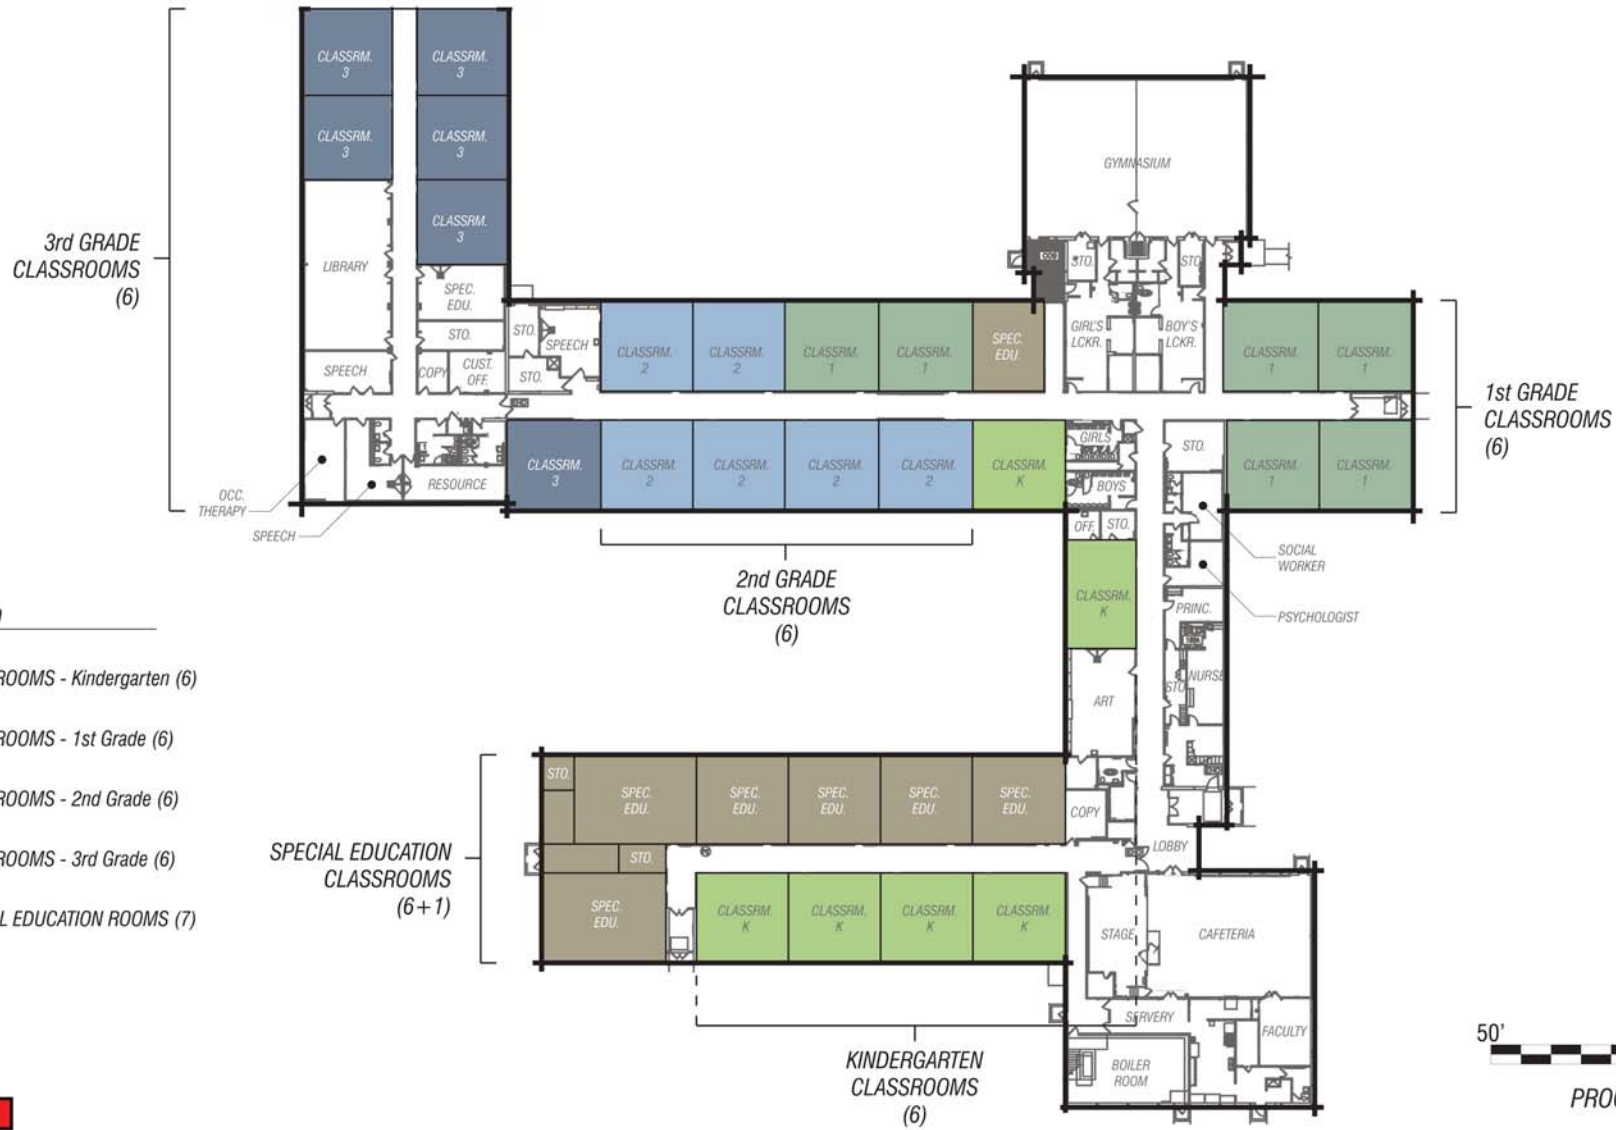 CLASSRM.
3
CLASSRM.
3
CLASSRM.
3
CLASSRM.
3
CLASSRM.
3
GYMNASIUM
3rd GRADE
CLASSROOMS
(6)
LIBRARY
SPEC.
EDU.
STO.
STO.
STO.
STO.
SPEECH
SPEECH
COPY
CUST.
OFF.
STO.
CLASSRM.
2
CLASSRM.
2
CLASSRM.
1
CLASSRM.
1
SPEC.
EDU.
GIRL'S
LCKR.
BOY'S
LCKR.
CLASSRM.
1
CLASSRM.
1
1st GRADE
CLASSROOMS
(6)
RESOURCE
CLASSRM.
3
CLASSRM.
2
CLASSRM.
2
CLASSRM.
2
CLASSRM.
2
CLASSRM.
K
GIRLS
BOYS
STO.
CLASSRM.
1
CLASSRM.
1
OCC.
THERAPY
SPEECH
OFF.
STO.
SOCIAL
WORKER
PSYCHOLOGIST
2nd GRADE
CLASSROOMS
(6)
CLASSRM.
K
PRINC.
NURSE
STO.
ART
ROOMS - Kindergarten (6)
ROOMS - 1st Grade (6)
ROOMS - 2nd Grade (6)
ROOMS - 3rd Grade (6)
L EDUCATION ROOMS (7)
SPECIAL EDUCATION
CLASSROOMS
(6+1)
STO.
SPEC.
EDU.
SPEC.
EDU.
SPEC.
EDU.
SPEC.
EDU.
SPEC.
EDU.
COPY
LOBBY
STO.
SPEC.
EDU.
CLASSRM.
K
CLASSRM.
K
CLASSRM.
K
CLASSRM.
K
STAGE
CAFETERIA
SERVERY
FACULTY
BOILER
ROOM
KINDERGARTEN
CLASSROOMS
(6)
50'